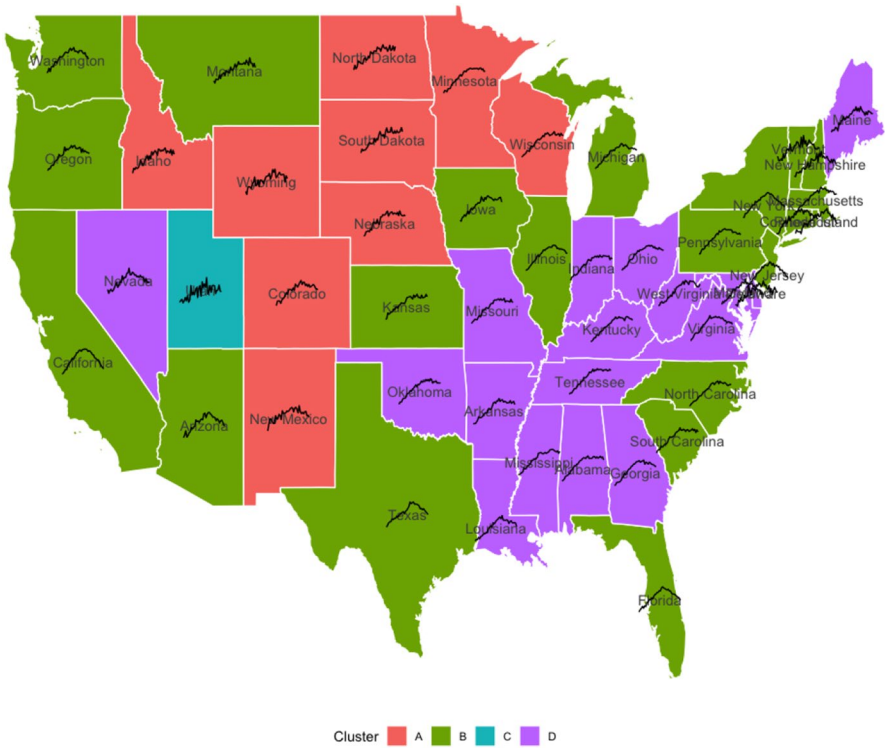 Washington
Montana
North Dakota
Minnesota
Maine
Oregon
Idaho
South Dakota
Wisconsin
Michigan
Vermont
New Hampshire
Wyoming
Nebraska
Iowa
New York
Massachusetts
Pennsylvania
Nevada
Colorado
Kansas
Illinois
Indiana
Ohio
New Jersey
West Virginia
Missouri
Kentucky
Virginia
California
Oklahoma
Arkansas
Tennessee
North Carolina
Arizona
New Mexico
Mississippi
Alabama
Georgia
South Carolina
Texas
Louisiana
Florida
Cluster A B C D